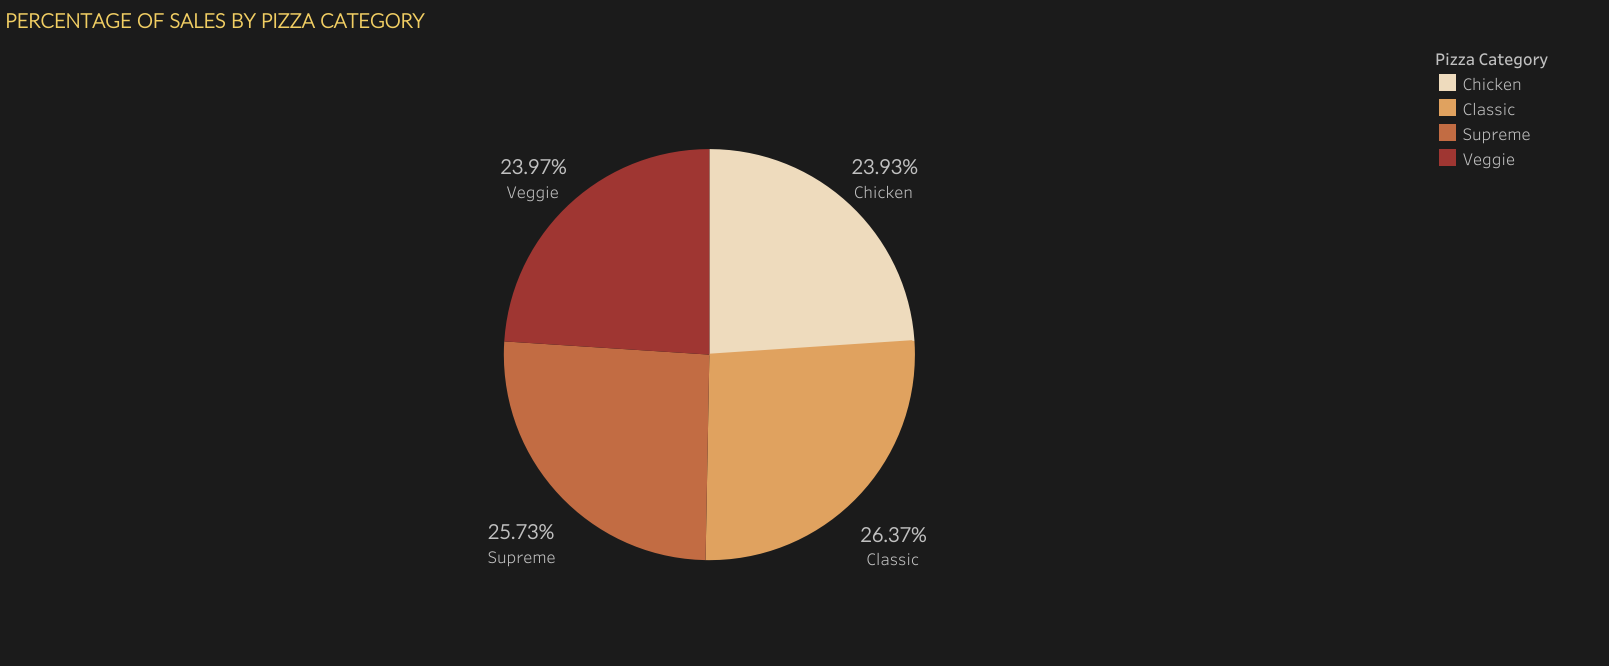 PERCENTAGE OF SALES BY PIZZA CATEGORY
Pizza Category
Chicken
Classic
Supreme
Veggie
23.97%
Veggie
23.93%
Chicken
25.73%
Supreme
26.37%
Classic